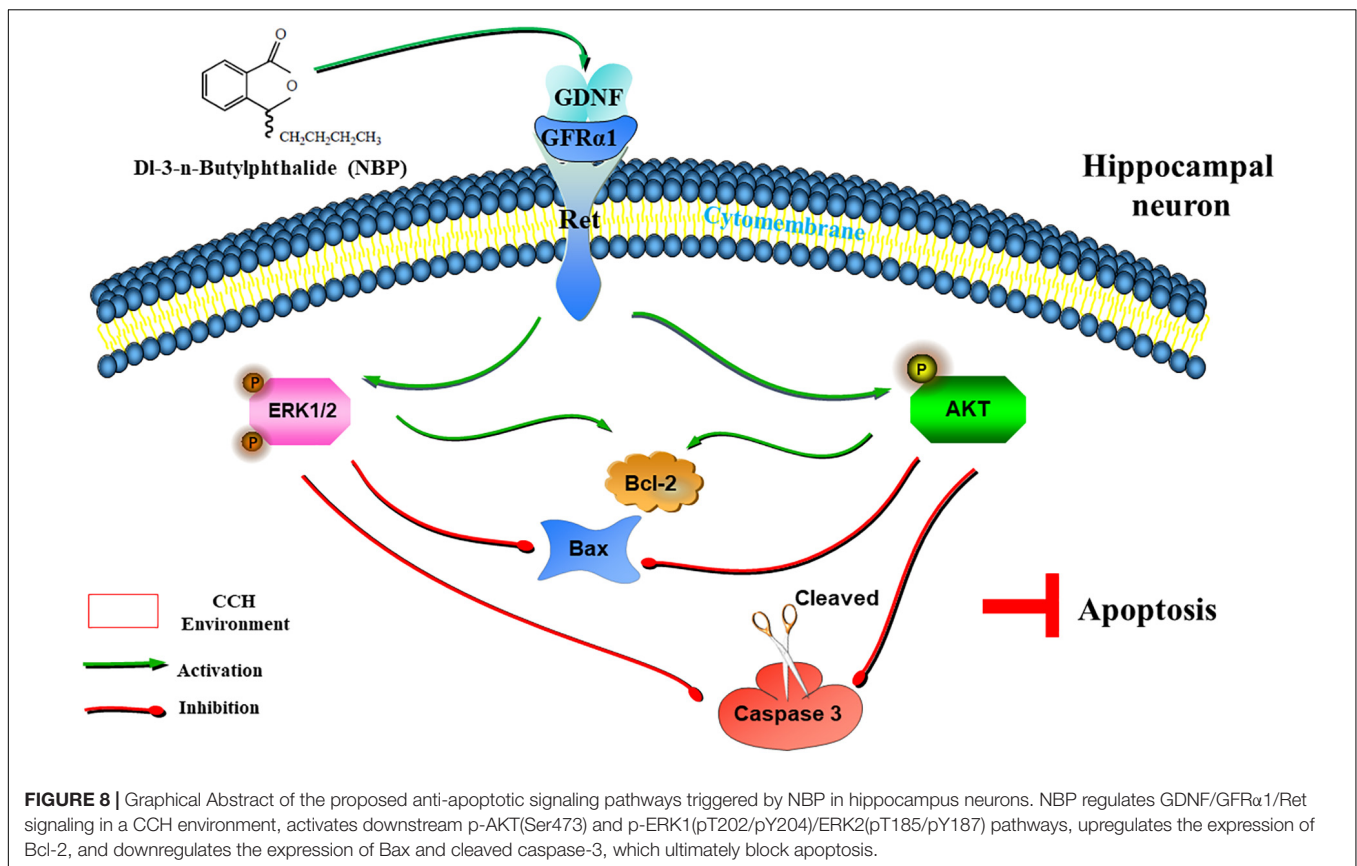 O
O
CH₂CH₂CH₂CH₃
Dl-3-n-Butylphthalide (NBP)
GDNF
GFRα1
Ret
Cytomembrane
Hippocampal
neuron
P
ERK1/2
P
P
AKT
Bcl-2
Bax
Cleaved
Caspase 3
Apoptosis
CCH
Environment
Activation
Inhibition
FIGURE 8 | Graphical Abstract of the proposed anti-apoptotic signaling pathways triggered by NBP in hippocampus neurons. NBP regulates GDNF/GFRα1/Ret
signaling in a CCH environment, activates downstream p-AKT(Ser473) and p-ERK1(pT202/pY204)/ERK2(pT185/pY187) pathways, upregulates the expression of
Bcl-2, and downregulates the expression of Bax and cleaved caspase-3, which ultimately block apoptosis.